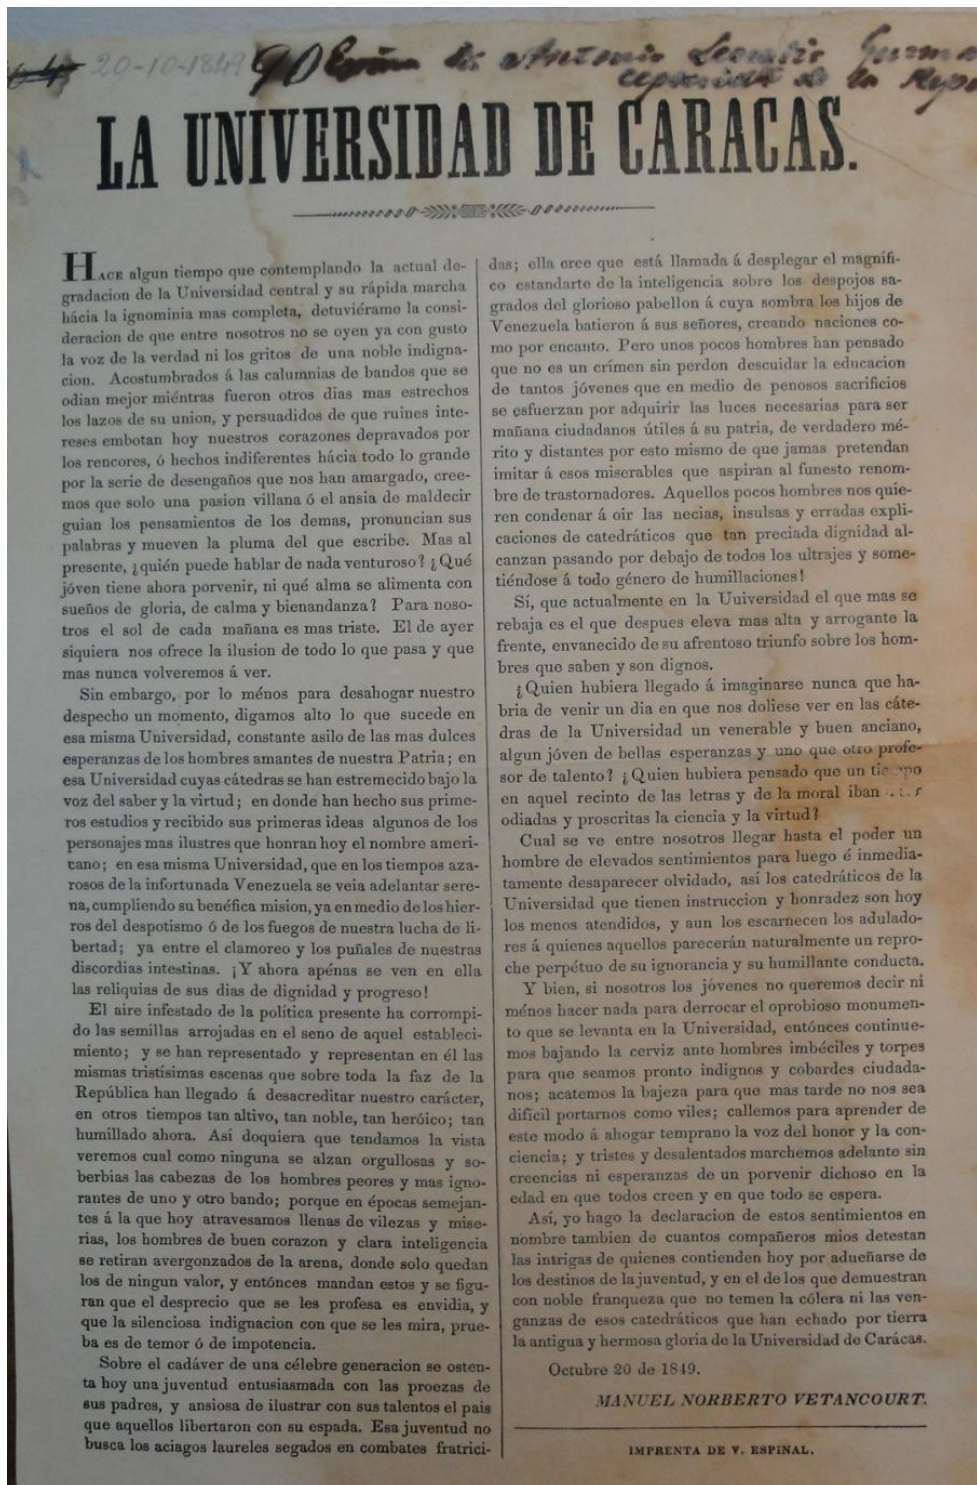 20-10-1849 90 de Antonio Leocadio Guzma
de la Repu
LA UNIVERSIDAD DE CARACAS.
HACE algun tiempo que contemplando la actual de-
gradacion de la Universidad central y su rápida marcha
hácia la ignominia mas completa, detuviérame la consi-
deracion de que entre nosotros no se oyen ya con gusto
la voz de la verdad ni los gritos de una noble indigna-
cion. Acostumbrados á las calumnias de bandos que se
odian mejor miéntras fueron otros dias mas estrechos
los lazos de su union, y persuadidos de que ruines inte-
reses embotan hoy nuestros corazones depravados por
los rencores, ó hechos indiferentes hácia todo lo grande
por la serie de desengaños que nos han amargado, cree-
mos que solo una pasion villana ó el ansia de maldecir
guian los pensamientos de los demas, pronuncian sus
palabras y mueven la pluma del que escribe. Mas al
presente, ¿quién puede hablar de nada venturoso? ¿Qué
jóven tiene ahora porvenir, ni qué alma se alimenta con
sueños de gloria, de calma y bienandanza? Para noso-
tros el sol de cada mañana es mas triste. El de ayer
siquiera nos ofrece la ilusion de todo lo que pasa y que
mas nunca volveremos á ver.
Sin embargo, por lo ménos para desahogar nuestro
despecho un momento, digamos alto lo que sucede en
esa misma Universidad, constante asilo de las mas dulces
esperanzas de los hombres amantes de nuestra Patria; en
esa Universidad cuyas cátedras se han estremecido bajo la
voz del saber y la virtud; en donde han hecho sus prime-
ros estudios y recibido sus primeras ideas algunos de los
personajes mas ilustres que honran hoy el nombre ameri-
cano; en esa misma Universidad, que en los tiempos aza-
rosos de la infortunada Venezuela se veia adelantar sere-
na, cumpliendo su benéfica mision, ya en medio de los hier-
ros del despotismo ó de los fuegos de nuestra lucha de li-
bertad; ya entre el clamoreo y los puñales de nuestras
discordias intestinas. ¡Y ahora apénas se ven en ella
las reliquias de sus dias de dignidad y progreso!
El aire infestado de la política presente ha corrompi-
do las semillas arrojadas en el seno de aquel estableci-
miento; y se han representado y representan en él las
mismas tristísimas escenas que sobre toda la faz de la
República han llegado á desacreditar nuestro carácter,
en otros tiempos tan altivo, tan noble, tan heróico; tan
humillado ahora. Así doquiera que tendamos la vista
veremos cual como ninguna se alzan orgullosas y so-
berbias las cabezas de los hombres peores y mas igno-
rantes de uno y otro bando; porque en épocas semejan-
tes á la que hoy atravesamos llenas de vilezas y mise-
rias, los hombres de buen corazon y clara inteligencia
se retiran avergonzados de la arena, donde solo quedan
los de ningun valor, y entónces mandan estos y se figu-
ran que el desprecio que se les profesa es envidia, y
que la silenciosa indignacion con que se les mira, prue-
ba es de temor ó de impotencia.
Sobre el cadáver de una célebre generacion se osten-
ta hoy una juventud entusiasmada con las proezas de
sus padres, y ansiosa de ilustrar con sus talentos el pais
que aquellos libertaron con su espada. Esa juventud no
busca los aciagos laureles segados en combates fratrici-
das; ella cree que está llamada á desplegar el magnífi-
co estandarte de la inteligencia sobre los despojos sa-
grados del glorioso pabellon á cuya sombra los hijos de
Venezuela batieron á sus señores, creando naciones co-
mo por encanto. Pero unos pocos hombres han pensado
que no es un crímen sin perdon descuidar la educacion
de tantos jóvenes que en medio de penosos sacrificios
se esfuerzan por adquirir las luces necesarias para ser
mañana ciudadanos útiles á su patria, de verdadero mé-
rito y distantes por esto mismo de que jamas pretendan
imitar á esos miserables que aspiran al funesto renom-
bre de trastornadores. Aquellos pocos hombres nos quie-
ren condenar á oir las necias, insulsas y erradas expli-
caciones de catedráticos que tan preciada dignidad al-
canzan pasando por debajo de todos los ultrajes y some-
tiéndose á todo género de humillaciones!
Sí, que actualmente en la Uuiversidad el que mas se
rebaja es el que despues eleva mas alta y arrogante la
frente, envanecido de su afrentoso triunfo sobre los hom-
bres que saben y son dignos.
¿Quien hubiera llegado á imaginarse nunca que ha-
bria de venir un dia en que nos doliese ver en las cáte-
dras de la Universidad un venerable y buen anciano,
algun jóven de bellas esperanzas y uno que otro profe-
sor de talento? ¿Quien hubiera pensado que un tiempo
en aquel recinto de las letras y de la moral iban
odiadas y proscritas la ciencia y la virtud?
Cual se ve entre nosotros llegar hasta el poder un
hombre de elevados sentimientos para luego é inmedia-
tamente desaparecer olvidado, así los catedráticos de la
Universidad que tienen instruccion y honradez son hoy
los menos atendidos, y aun los escarnecen los adulado-
res á quienes aquellos parecerán naturalmente un repro-
che perpétuo de su ignorancia y su humillante conducta.
Y bien, si nosotros los jóvenes no queremos decir ni
ménos hacer nada para derrocar el oprobioso monumen-
to que se levanta en la Universidad, entónces continue-
mos bajando la cerviz ante hombres imbéciles y torpes
para que seamos pronto indignos y cobardes ciudada-
nos; acatemos la bajeza para que mas tarde no nos sea
difícil portarnos como viles; callemos para aprender de
este modo á ahogar temprano la voz del honor y la con-
ciencia; y tristes y desalentados marchemos adelante sin
creencias ni esperanzas de un porvenir dichoso en la
edad en que todos creen y en que todo se espera.
Así, yo hago la declaracion de estos sentimientos en
nombre tambien de cuantos compañeros mios detestan
las intrigas de quienes contienden hoy por adueñarse de
los destinos de la juventud, y en el de los que demuestran
con noble franqueza que no temen la cólera ni las ven-
ganzas de esos catedráticos que han echado por tierra
la antigua y hermosa gloria de la Universidad de Carácas.
Octubre 20 de 1849.
MANUEL NORBERTO VETANCOURT.
IMPRENTA DE V. ESPINAL.